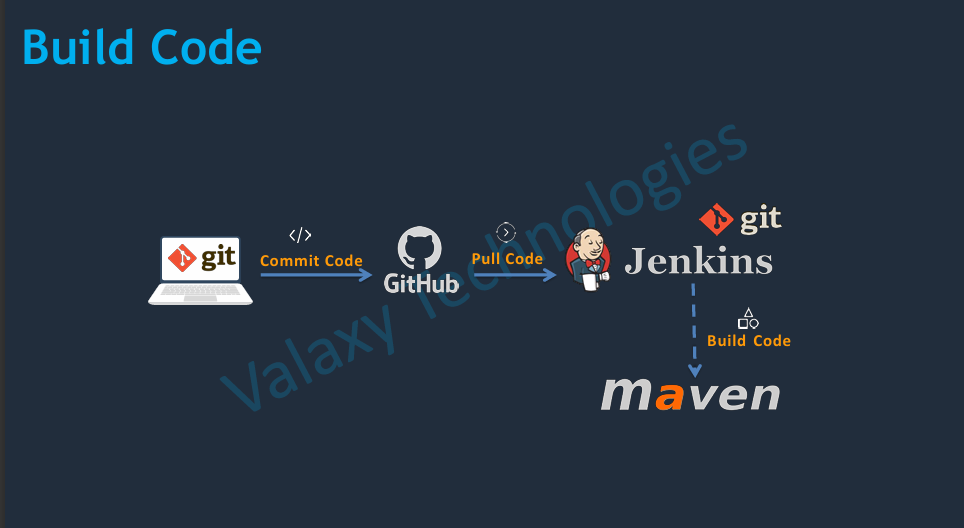 Build Code
Valaxy Technologies
git
Commit Code
GitHub
Pull Code
git
Jenkins
Build Code
maven